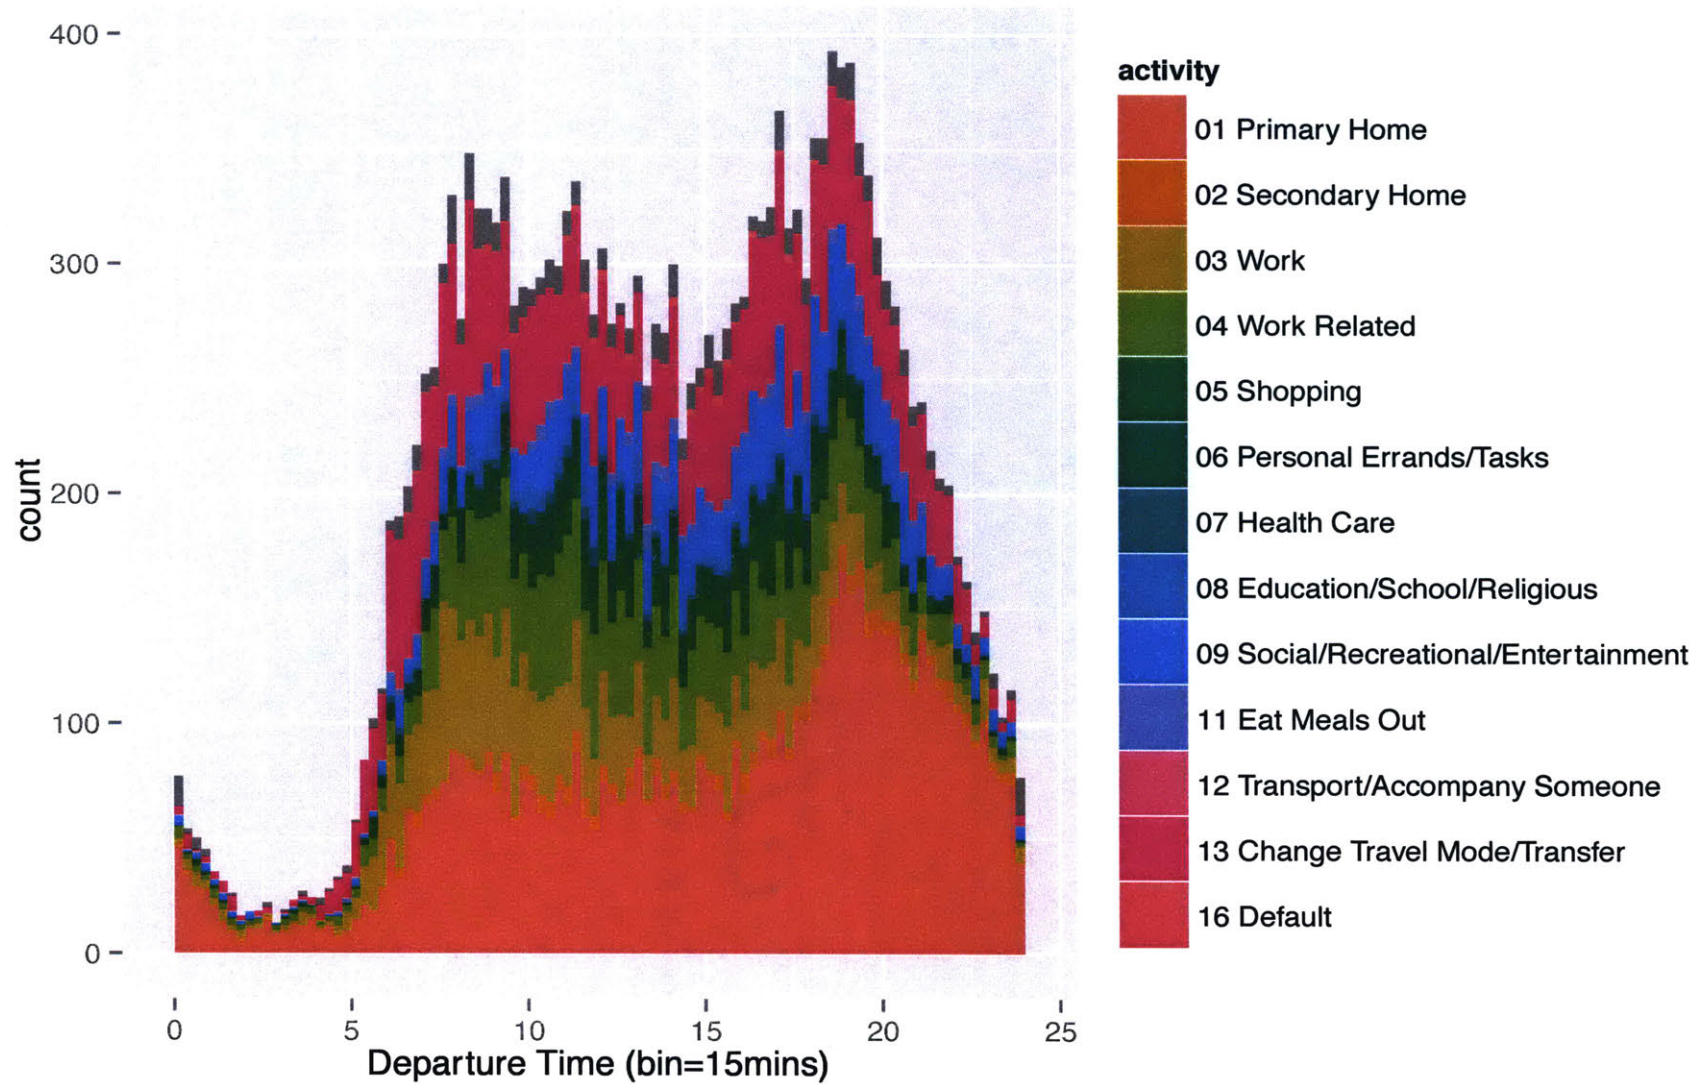 400
300
200
100
0
count
0 5 10 15 20 25
Departure Time (bin=15mins)
activity
01 Primary Home
02 Secondary Home
03 Work
04 Work Related
05 Shopping
06 Personal Errands/Tasks
07 Health Care
08 Education/School/Religious
09 Social/Recreational/Entertainment
11 Eat Meals Out
12 Transport/Accompany Someone
13 Change Travel Mode/Transfer
16 Default